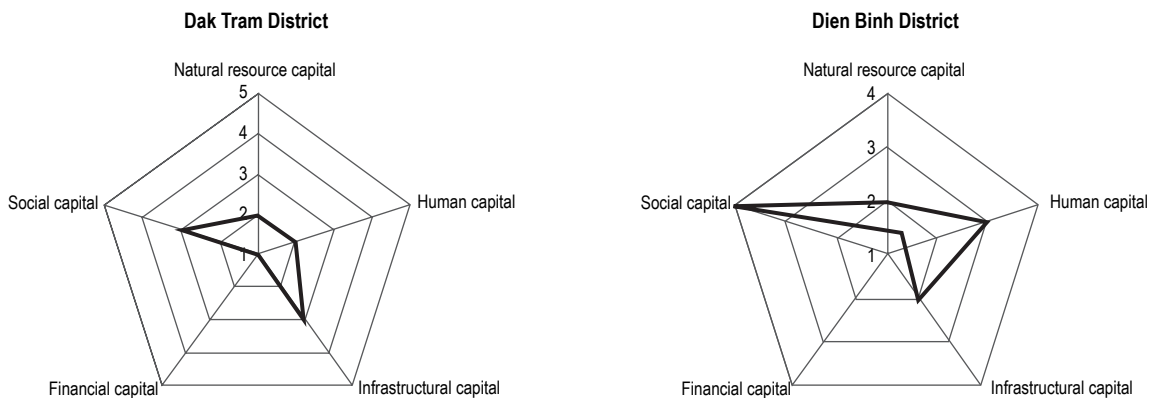 Dak Tram District
Natural resource capital
5
4
3
2
1
Social capital
Human capital
Financial capital
Infrastructural capital
Dien Binh District
Natural resource capital
4
3
2
1
Social capital
Human capital
Financial capital
Infrastructural capital